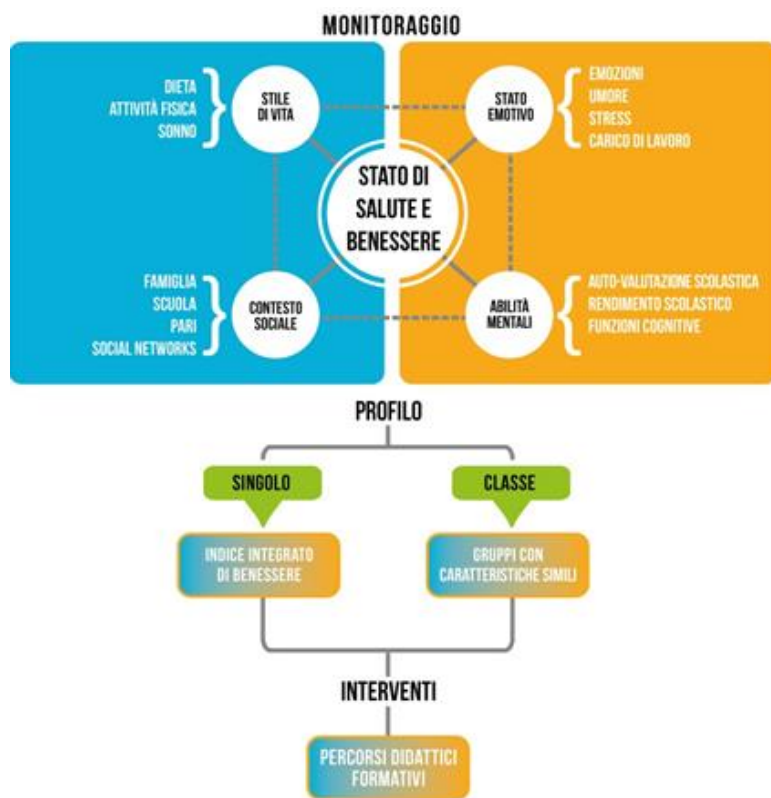 MONITORAGGIO
DIETA
ATTIVITÀ FISICA
SONNO
STILE
DI VITA
STATO
EMOTIVO
EMOZIONI
UMORE
STRESS
CARICO DI LAVORO
STATO DI
SALUTE E
BENESSERE
FAMIGLIA
SCUOLA
PARI
SOCIAL NETWORKS
CONTESTO
SOCIALE
ABILITÀ
MENTALI
AUTO-VALUTAZIONE SCOLASTICA
RENDIMENTO SCOLASTICO
FUNZIONI COGNITIVE
PROFILO
SINGOLO
CLASSE
INDICE INTEGRATO
DI BENESSERE
GRUPPI CON
CARATTERISTICHE SIMILI
INTERVENTI
PERCORSI DIDATTICI
FORMATIVI